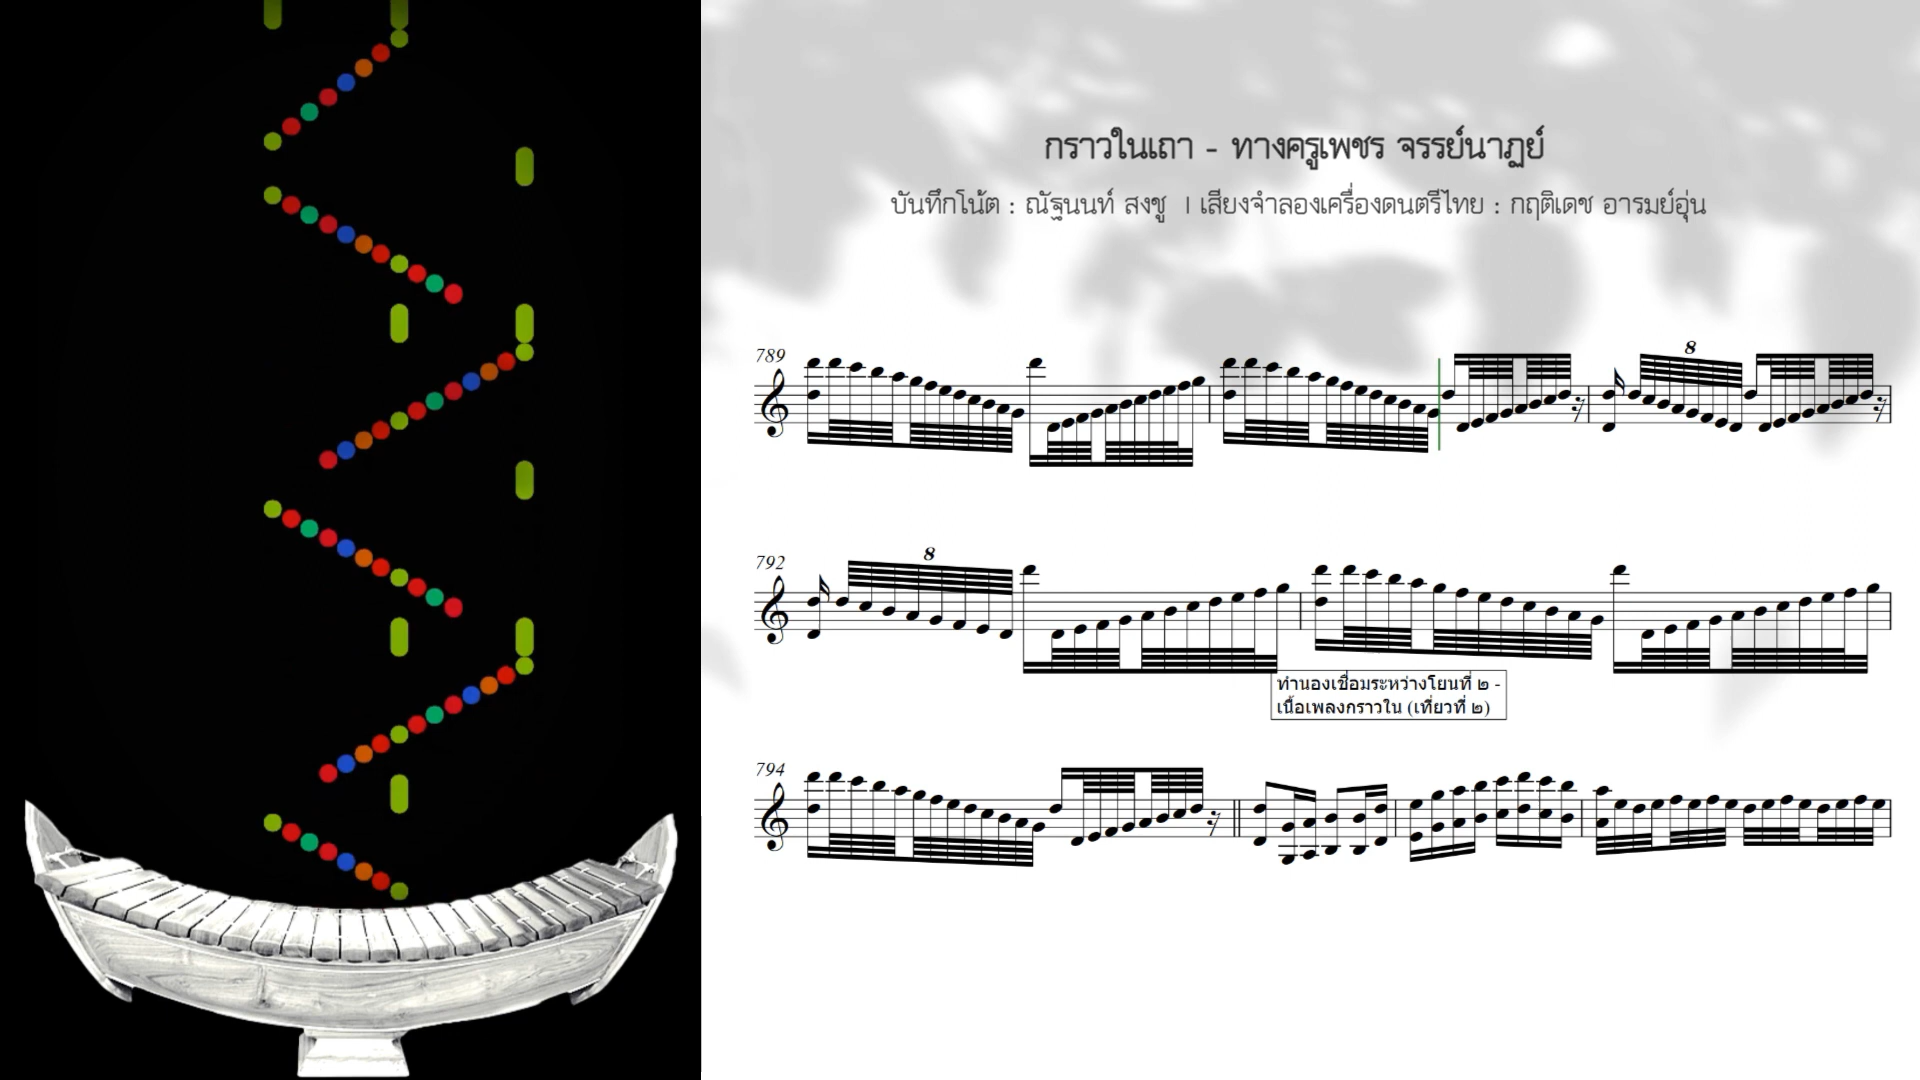 กราวในเถา - ทางครูเพชร จรรย์นาฏย์
บันทึกโน้ต : ณัฐนนท์ สงชู | เสียงจำลองเครื่องดนตรีไทย : กฤติเดช อารมย์อุ่น
789
8
792
8
ทำนองเชื่อมระหว่างโยนที่ ๒ -
เนื้อเพลงกราวใน (เที่ยวที่ ๒)
794